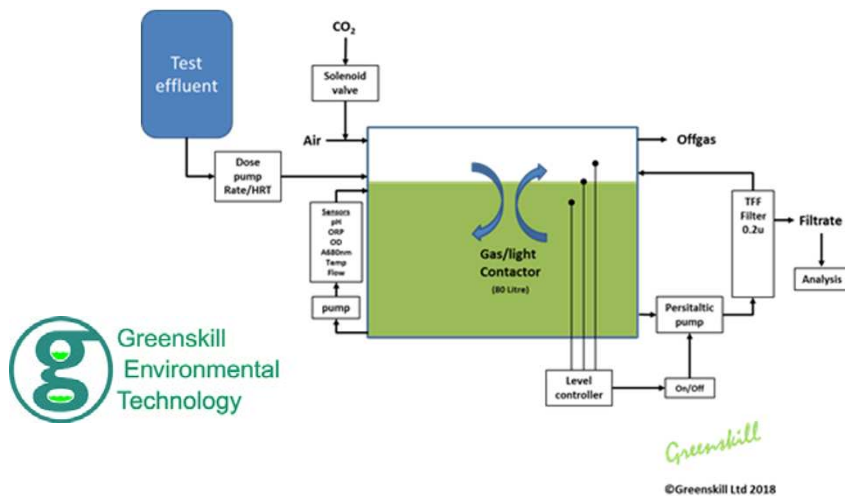 Test
effluent
CO₂
Solenoid
valve
Air
Offgas
Dose
pump
Rate/HRT
Sensors
pH
ORP
OD
A680nm
Temp
Flow
pump
Gas/light
Contactor
(80 Litre)
TFF
Filter
0.2u
Filtrate
Analysis
Persitaltic
pump
Level
controller
On/Off
Greenskill
Environmental
Technology
Greenskill
©Greenskill Ltd 2018